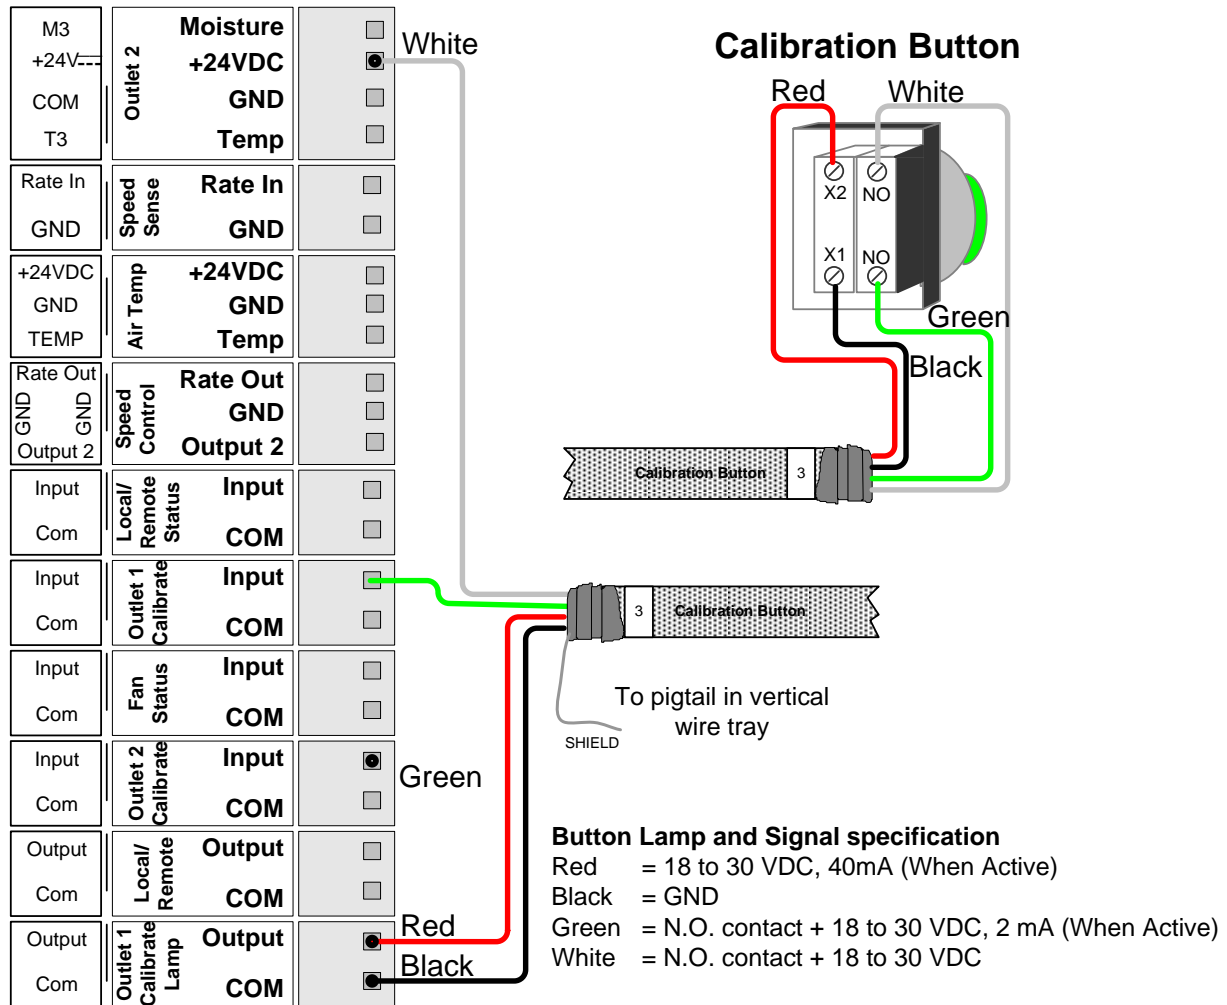 M3
+24V
COM
T3
Outlet 2
Moisture
+24VDC
GND
Temp
White
Rate In
GND
Speed
Sense
Rate In
GND
+24VDC
GND
TEMP
Air Temp
+24VDC
GND
Temp
Rate Out
GND
GND
Output 2
Speed
Control
Rate Out
GND
Output 2
Input
Com
Local/
Remote
Status
Input
COM
Input
Com
Outlet 1
Calibrate
Input
COM
Input
Com
Fan
Status
Input
COM
Input
Com
Outlet 2
Calibrate
Input
COM
Green
Output
Com
Local/
Remote
Output
COM
Output
Com
Outlet 1
Calibrate
Lamp
Output
COM
Red
Black
Calibration Button
Red
White
X2
NO
X1
NO
Green
Black
Calibration Button
3
3
Calibration Button
To pigtail in vertical
wire tray
SHIELD
Button Lamp and Signal specification
Red = 18 to 30 VDC, 40mA (When Active)
Black = GND
Green = N.O. contact + 18 to 30 VDC, 2 mA (When Active)
White = N.O. contact + 18 to 30 VDC